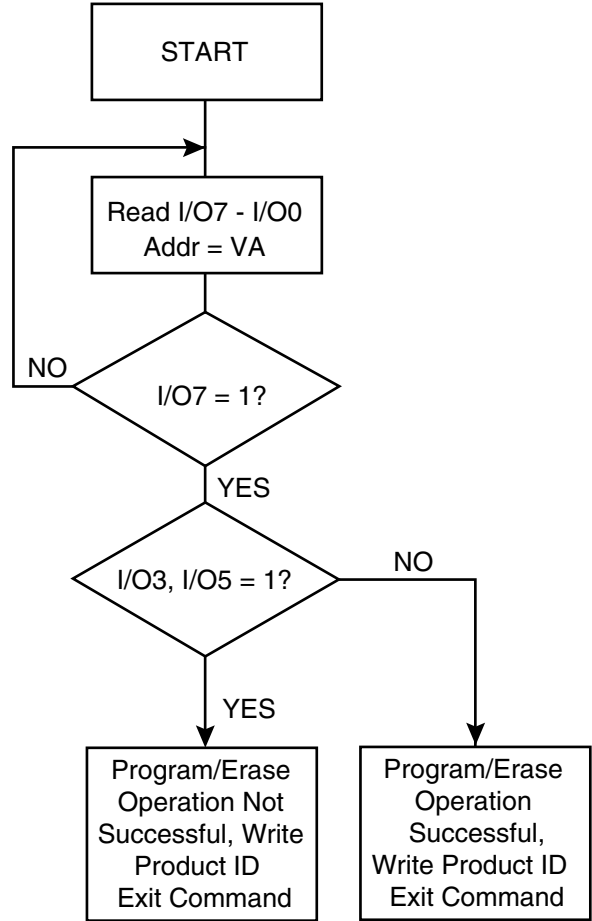 START
Read I/O7 - I/O0
Addr = VA
NO
I/O7 = 1?
YES
I/O3, I/O5 = 1?
NO
YES
Program/Erase
Operation Not
Successful, Write
Product ID
Exit Command
Program/Erase
Operation
Successful,
Write Product ID
Exit Command